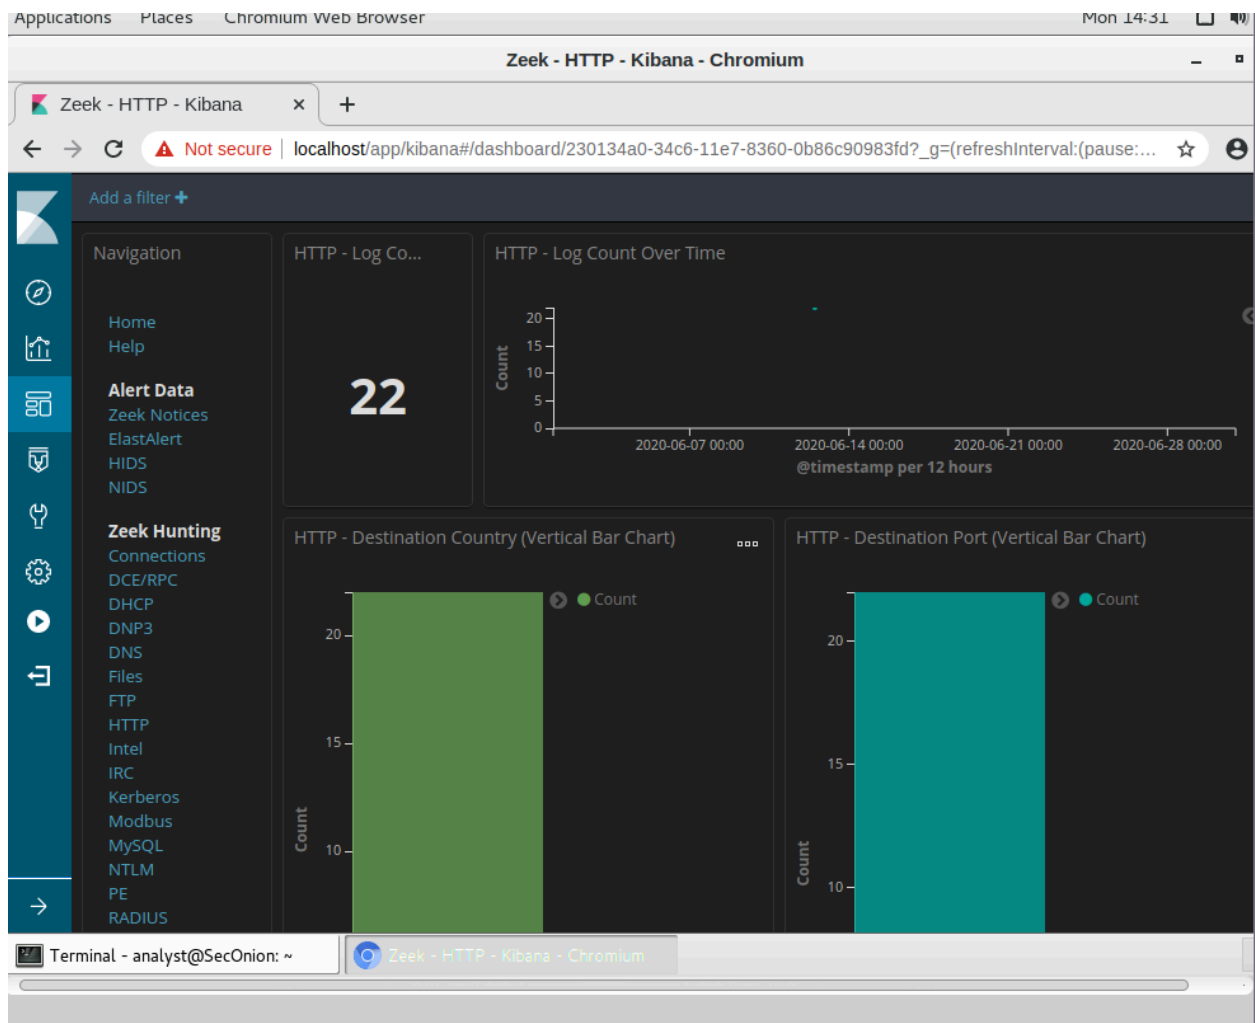 Applications Places Chromium Web Browser Mon 14:31
Zeek - HTTP - Kibana - Chromium
Zeek - HTTP - Kibana × +
Not secure | localhost/app/kibana#/dashboard/230134a0-34c6-11e7-8360-0b86c90983fd?_g=(refreshInterval:(pause:...
Add a filter +
Navigation
Home
Help
Alert Data
Zeek Notices
ElastAlert
HIDS
NIDS
Zeek Hunting
Connections
DCE/RPC
DHCP
DNP3
DNS
Files
FTP
HTTP
Intel
IRC
Kerberos
Modbus
MySQL
NTLM
PE
RADIUS
HTTP - Log Co...
22
HTTP - Log Count Over Time
Count
20
15
10
5
0
2020-06-07 00:00 2020-06-14 00:00 2020-06-21 00:00 2020-06-28 00:00
@timestamp per 12 hours
HTTP - Destination Country (Vertical Bar Chart)
Count
20
15
10
Count
HTTP - Destination Port (Vertical Bar Chart)
Count
20
15
10
Count
Terminal - analyst@SecOnion: ~
Zeek - HTTP - Kibana - Chromium